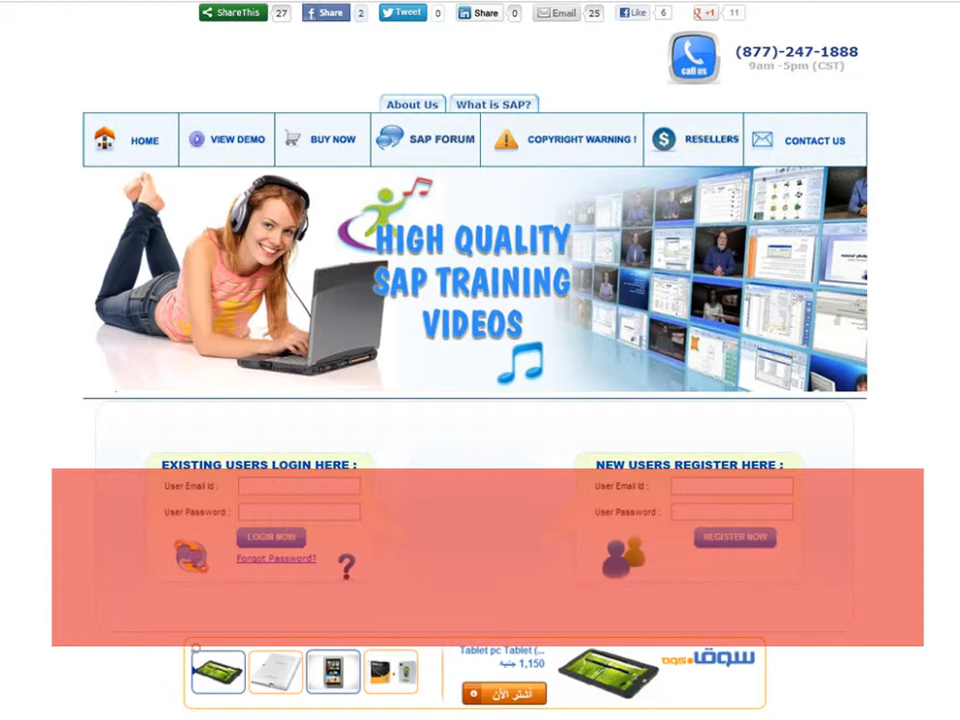 ShareThis 27 Share 2 Tweet 0 Share 0 Email 25 Like 6 +1 11
(877)-247-1888
call us
9am -5pm (CST)
About Us What is SAP?
HOME VIEW DEMO BUY NOW SAP FORUM COPYRIGHT WARNING ! RESELLERS CONTACT US
HIGH QUALITY
SAP TRAINING
VIDEOS
EXISTING USERS LOGIN HERE : NEW USERS REGISTER HERE :
User Email Id : User Email Id :
User Password : User Password :
LOGIN NOW REGISTER NOW
Forgot Password?
Tablet pc Tablet (...
1,150 جنيه
سوق.com
أشتر الأن